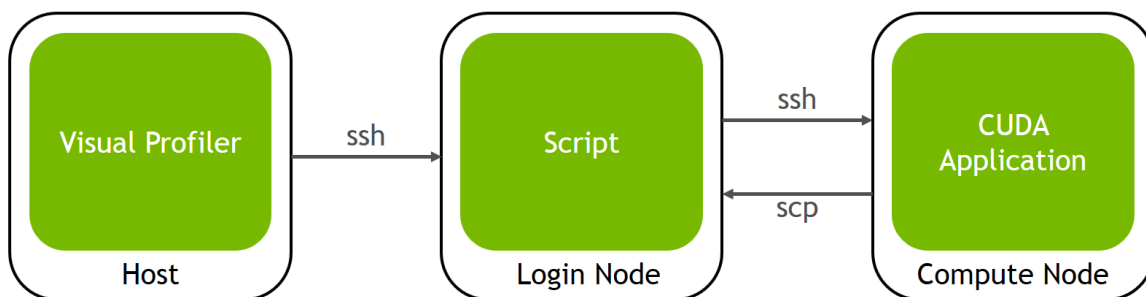 Visual Profiler
Host
ssh
Script
Login Node
ssh
scp
CUDA
Application
Compute Node